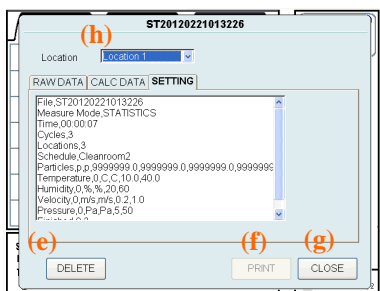 ST20120221013226
(h)
Location Location 1
RAW DATA CALC DATA SETTING
File,ST20120221013226
Measure Mode,STATISTICS
Time,00:00:07
Cycles,3
Locations,3
Schedule,Cleanroom2
Particles,p,p,9999999.0,9999999.0,9999999.0,9999999
Temperature,0,C,C,10.0,40.0
Humidity,0,%,%,20,60
Velocity,0,m/s,m/s,0.2,1.0
Pressure,0,Pa,Pa,5,50
(e) (f) (g)
DELETE PRINT CLOSE